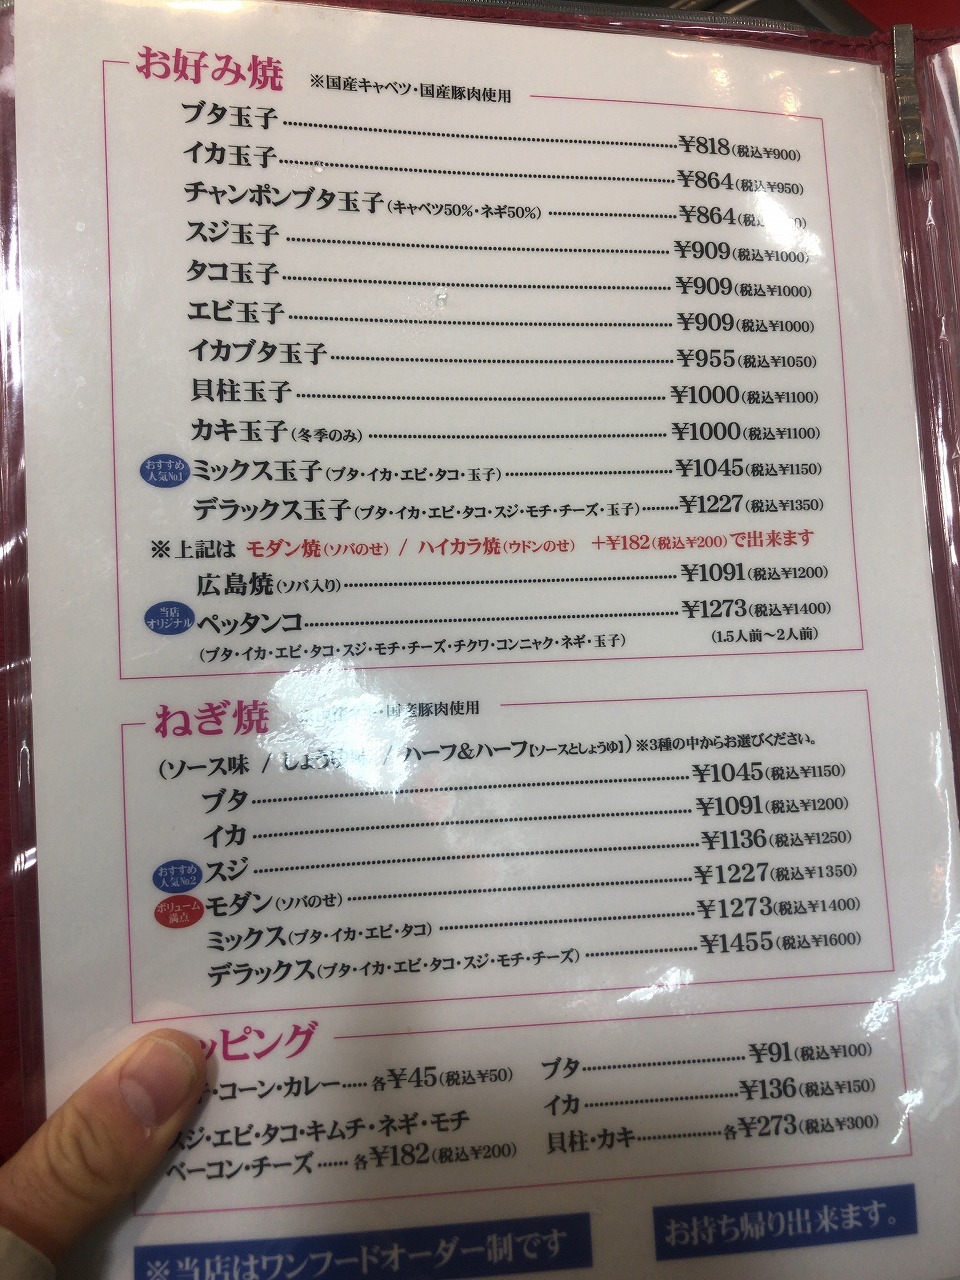 お好み焼 ※国産キャベツ・国産豚肉使用
ブタ玉子 ¥818(税込¥900)
イカ玉子 ¥864(税込¥950)
チャンポンブタ玉子(キャベツ50%・ネギ50%) ¥864(税込
スジ玉子 ¥909(税込¥1000)
タコ玉子 ¥909(税込¥1000)
エビ玉子 ¥909(税込¥1000)
イカブタ玉子 ¥955(税込¥1050)
貝柱玉子 ¥1000(税込¥1100)
カキ玉子(冬季のみ) ¥1000(税込¥1100)
おすすめ人気No.1 ミックス玉子(ブタ・イカ・エビ・タコ・玉子) ¥1045(税込¥1150)
デラックス玉子(ブタ・イカ・エビ・タコ・スジ・モチ・チーズ・玉子) ¥1227(税込¥1350)
※上記は モダン焼(ソバのせ) / ハイカラ焼(ウドンのせ) +¥182(税込¥200)で出来ます
広島焼(ソバ入り) ¥1091(税込¥1200)
当店オリジナル ペッタンコ ¥1273(税込¥1400)
(ブタ・イカ・エビ・タコ・スジ・モチ・チーズ・チクワ・コンニャク・ネギ・玉子) (1.5人前〜2人前)
ねぎ焼 ・国産豚肉使用
(ソース味 / しょうゆ味 / ハーフ&ハーフ[ソースとしょうゆ])※3種の中からお選びください。
ブタ ¥1045(税込¥1150)
イカ ¥1091(税込¥1200)
おすすめ人気No.2 スジ ¥1136(税込¥1250)
ボリューム満点 モダン(ソバのせ) ¥1227(税込¥1350)
ミックス(ブタ・イカ・エビ・タコ) ¥1273(税込¥1400)
デラックス(ブタ・イカ・エビ・タコ・スジ・モチ・チーズ) ¥1455(税込¥1600)
ッピング
・コーン・カレー 各¥45(税込¥50)
スジ・エビ・タコ・キムチ・ネギ・モチ
ベーコン・チーズ 各¥182(税込¥200)
ブタ ¥91(税込¥100)
イカ ¥136(税込¥150)
貝柱・カキ 各¥273(税込¥300)
※当店はワンフードオーダー制です
お持ち帰り出来ます。